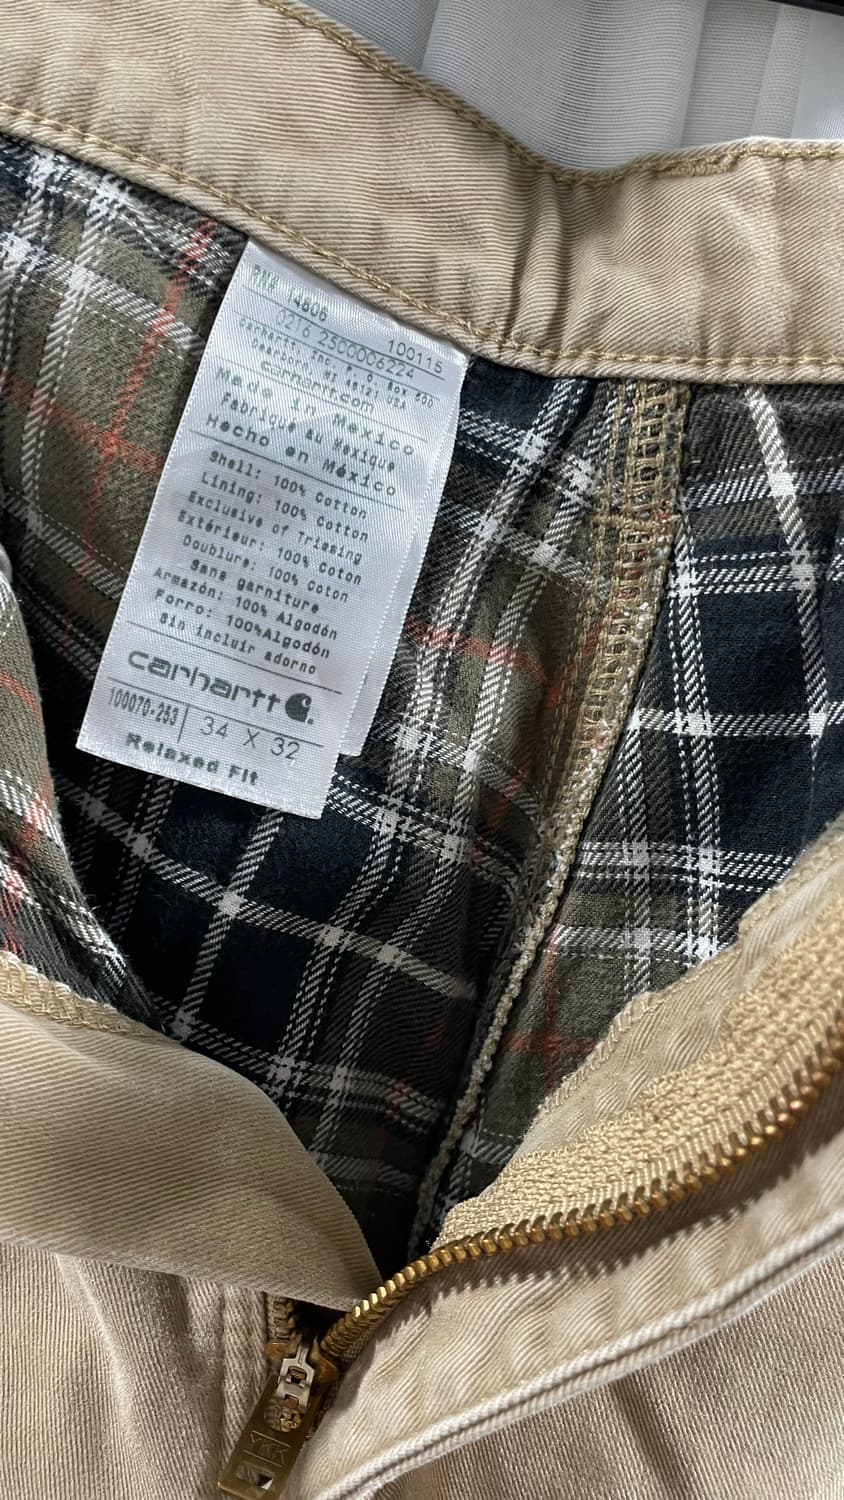 RN# 14806
100115
0216 2500006224
Carhartt, Inc. P.O. Box 600
Dearborn, MI 48121 USA
carhartt.com
Made in Mexico
Fabriqué au Mexique
Hecho en México
Shell: 100% Cotton
Lining: 100% Cotton
Exclusive of Trimming
Extérieur: 100% Coton
Doublure: 100% Coton
Sans garniture
Armazón: 100% Algodón
Forro: 100%Algodón
Sin incluir adorno
carhartt
100070-253 34 X 32
Relaxed Fit
YKK